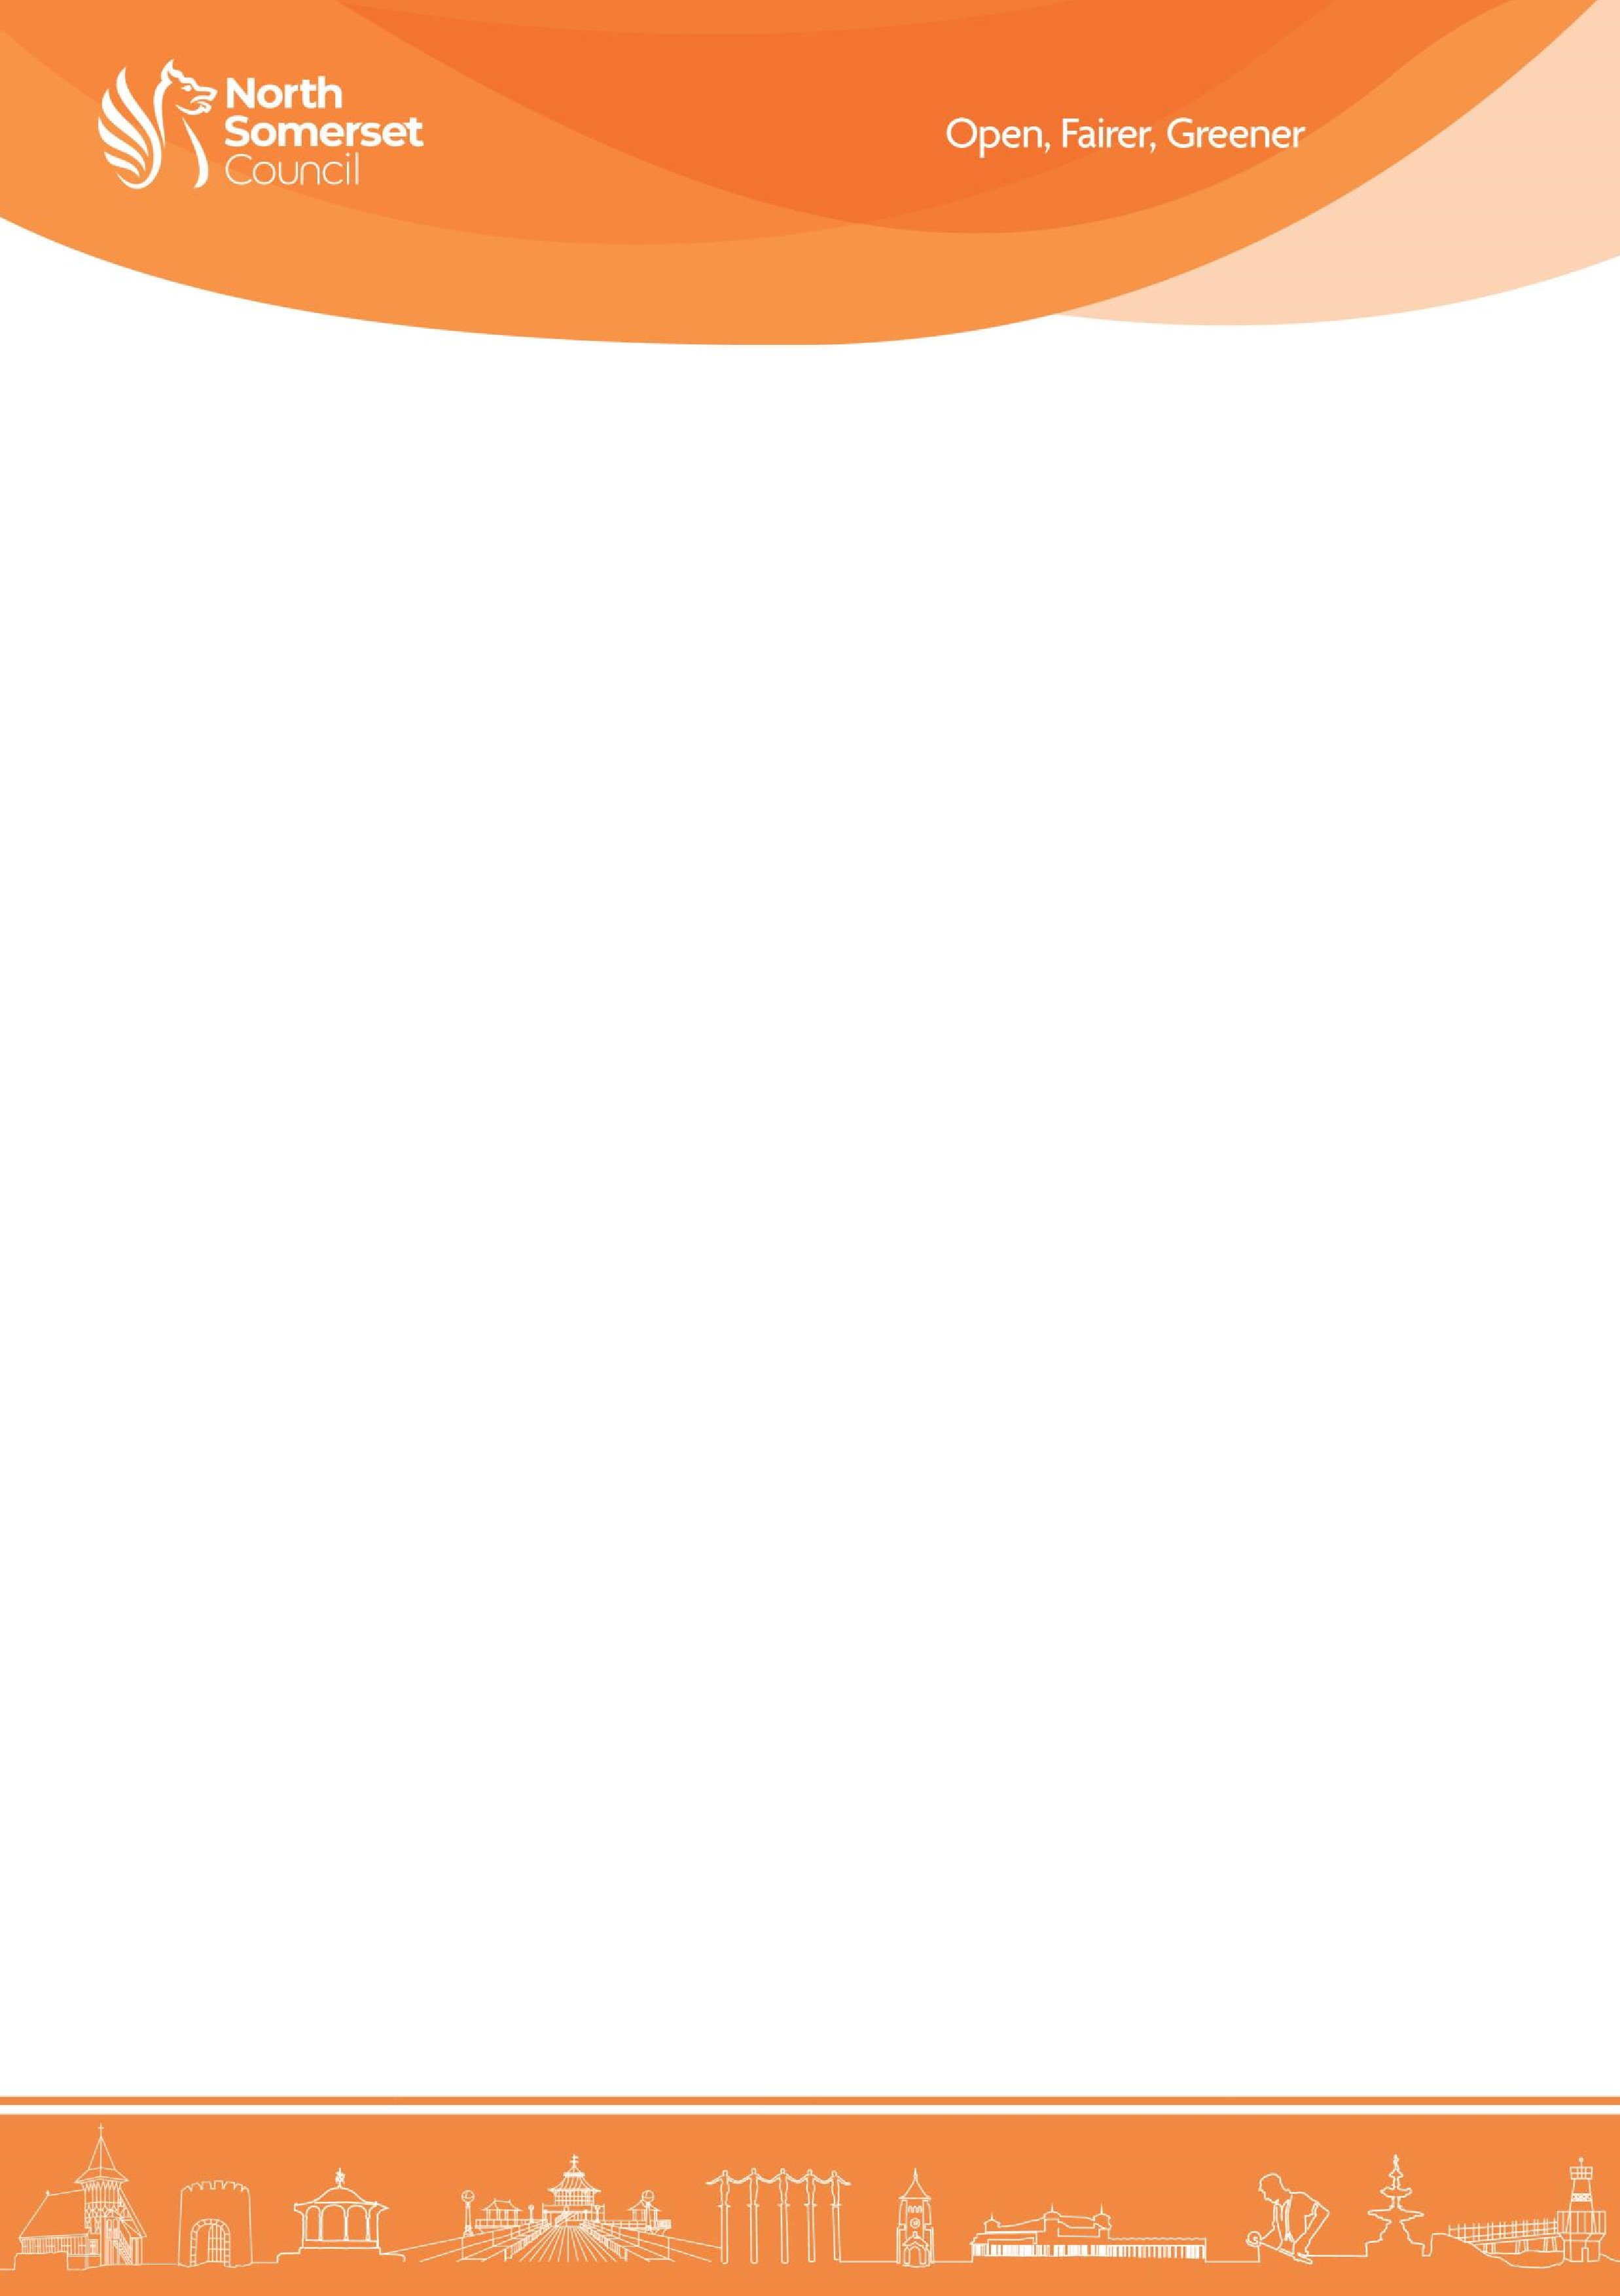 North
Somerset
Council
Open, Fairer, Greener